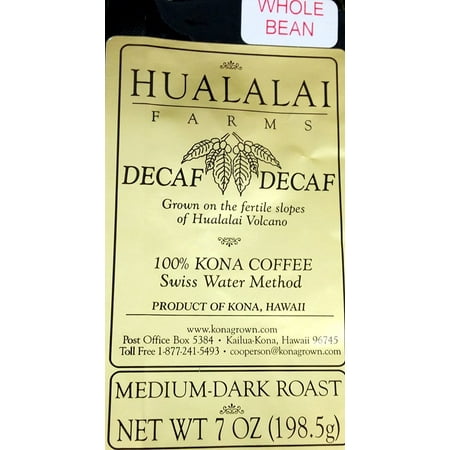 WHOLE
BEAN
HUALALAI
FARMS
DECAF DECAF
Grown on the fertile slopes
of Hualalai Volcano
100% KONA COFFEE
Swiss Water Method
PRODUCT OF KONA, HAWAII
www.konagrown.com
Post Office Box 5384 • Kailua-Kona, Hawaii 96745
Toll Free 1-877-241-5493 • cooperson@konagrown.com
MEDIUM-DARK ROAST
NET WT 7 OZ (198.5g)